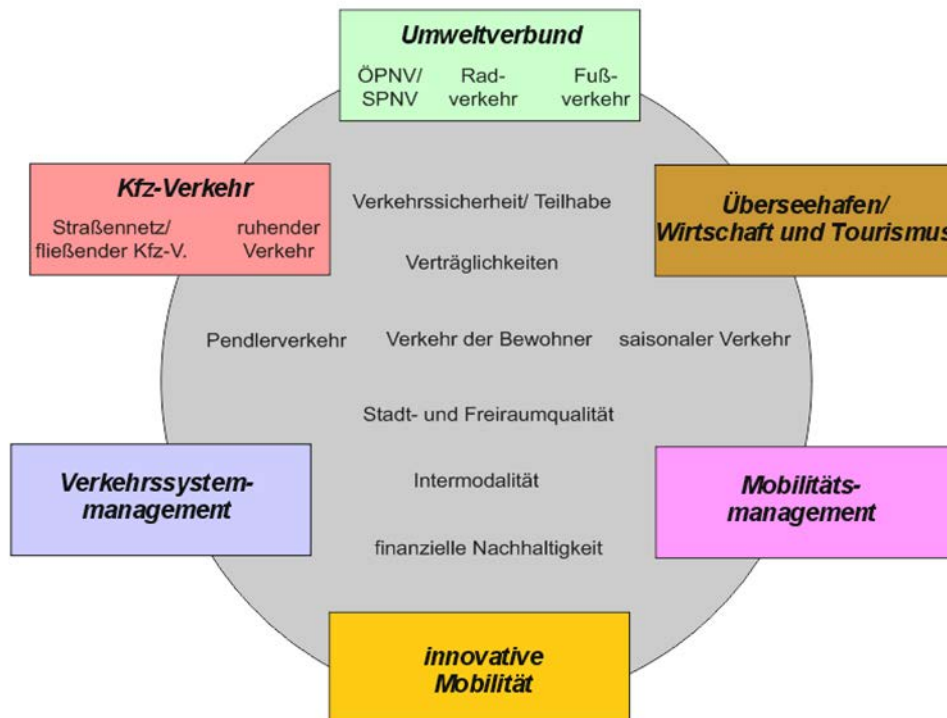 Umweltverbund
ÖPNV/ Rad- Fuß-
SPNV verkehr verkehr
Kfz-Verkehr
Straßennetz/ ruhender
fließender Kfz-V. Verkehr
Verkehrssicherheit/ Teilhabe
Überseehafen/
Wirtschaft und Tourismus
Verträglichkeiten
Pendlerverkehr Verkehr der Bewohner saisonaler Verkehr
Stadt- und Freiraumqualität
Verkehrssystem-
management
Intermodalität
Mobilitäts-
management
finanzielle Nachhaltigkeit
innovative
Mobilität